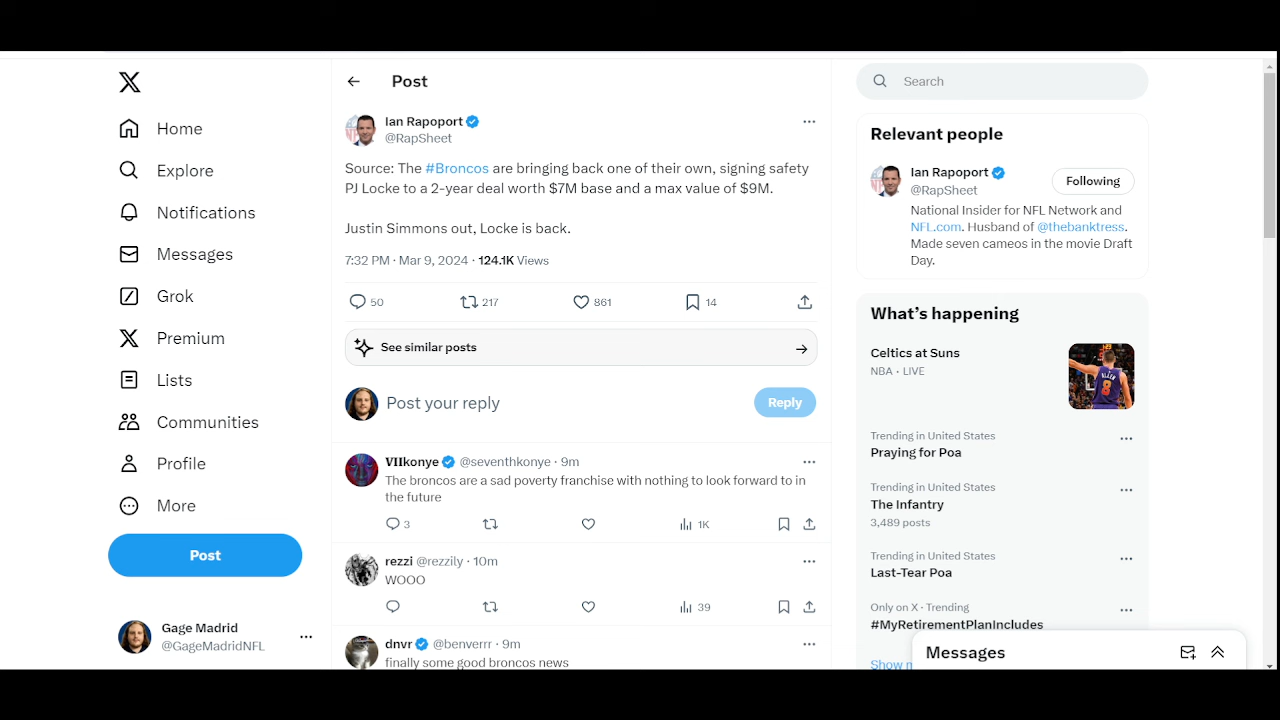 Home
Explore
Notifications
Messages
Grok
Premium
Lists
Communities
Profile
More
Post
Gage Madrid
@GageMadridNFL
Post
Ian Rapoport
@RapSheet
Source: The #Broncos are bringing back one of their own, signing safety
PJ Locke to a 2-year deal worth $7M base and a max value of $9M.
Justin Simmons out, Locke is back.
7:32 PM · Mar 9, 2024 · 124.1K Views
50 217 861 14
See similar posts
Post your reply
Reply
VIIkonye @seventhkonye · 9m
The broncos are a sad poverty franchise with nothing to look forward to in
the future
3 1K
rezzi @rezzily · 10m
WOOO
39
dnvr @benverrr · 9m
finally some good broncos news
Search
Relevant people
Ian Rapoport
@RapSheet
Following
National Insider for NFL Network and
NFL.com. Husband of @thebanktress.
Made seven cameos in the movie Draft
Day.
What's happening
Celtics at Suns
NBA · LIVE
ALLEN
8
Trending in United States
Praying for Poa
Trending in United States
The Infantry
3,489 posts
Trending in United States
Last-Tear Poa
Only on X · Trending
#MyRetirementPlanIncludes
Show
Messages